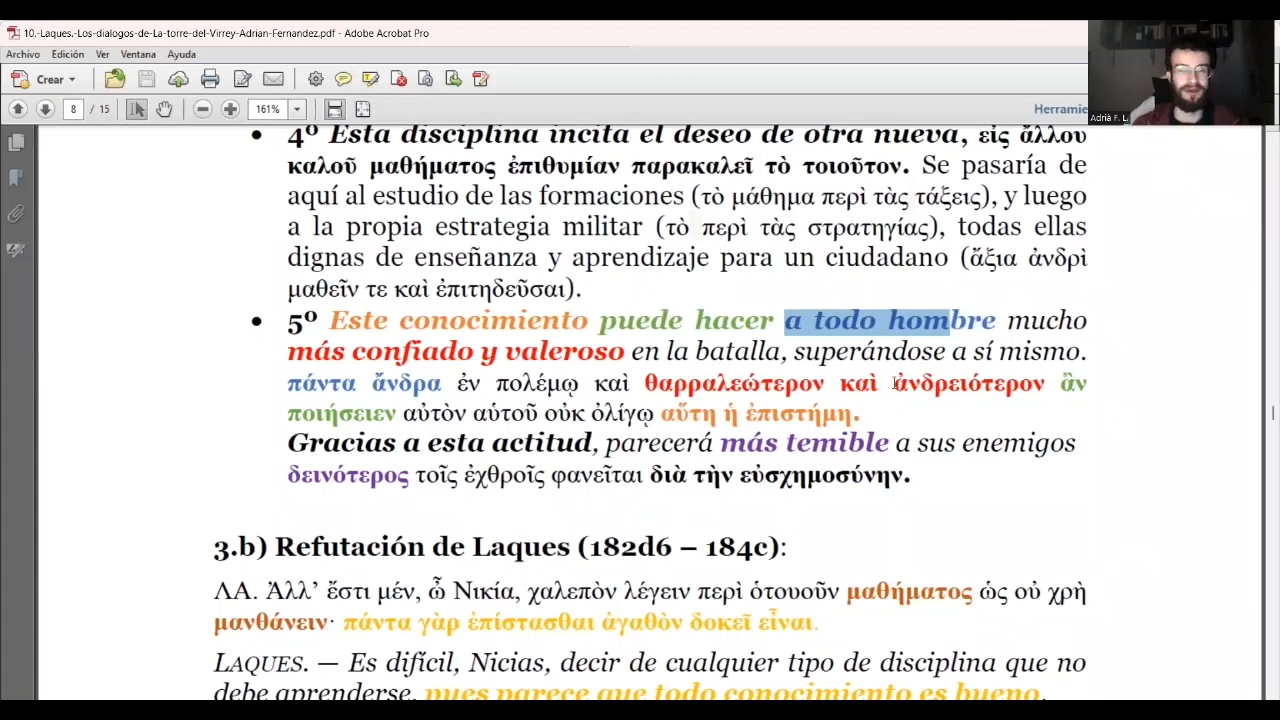 10.-Laques.-Los-dialogos-de-La-torre-del-Virrey-Adrian-Fernandez.pdf - Adobe Acrobat Pro
Archivo Edición Ver Ventana Ayuda
Crear
8 / 15 161% Herramie
Adrià F. L.
• 4º Esta disciplina incita el deseo de otra nueva, εἰς ἄλλου
καλοῦ μαθήματος ἐπιθυμίαν παρακαλεῖ τὸ τοιοῦτον. Se pasaría de
aquí al estudio de las formaciones (τὸ μάθημα περὶ τὰς τάξεις), y luego
a la propia estrategia militar (τὸ περὶ τὰς στρατηγίας), todas ellas
dignas de enseñanza y aprendizaje para un ciudadano (ἄξια ἀνδρὶ
μαθεῖν τε καὶ ἐπιτηδεῦσαι).
• 5º Este conocimiento puede hacer a todo hombre mucho
más confiado y valeroso en la batalla, superándose a sí mismo.
πάντα ἄνδρα ἐν πολέμῳ καὶ θαρραλεώτερον καὶ ἀνδρειότερον ἂν
ποιήσειεν αὐτὸν αὑτοῦ οὐκ ὀλίγῳ αὕτη ἡ ἐπιστήμη.
Gracias a esta actitud, parecerá más temible a sus enemigos
δεινότερος τοῖς ἐχθροῖς φανεῖται διὰ τὴν εὐσχημοσύνην.
3.b) Refutación de Laques (182d6 – 184c):
ΛΑ. Ἀλλ’ ἔστι μέν, ὦ Νικία, χαλεπὸν λέγειν περὶ ὁτουοῦν μαθήματος ὡς οὐ χρὴ
μανθάνειν· πάντα γὰρ ἐπίστασθαι ἀγαθὸν δοκεῖ εἶναι.
LAQUES. — Es difícil, Nicias, decir de cualquier tipo de disciplina que no
debe aprenderse, pues parece que todo conocimiento es bueno.